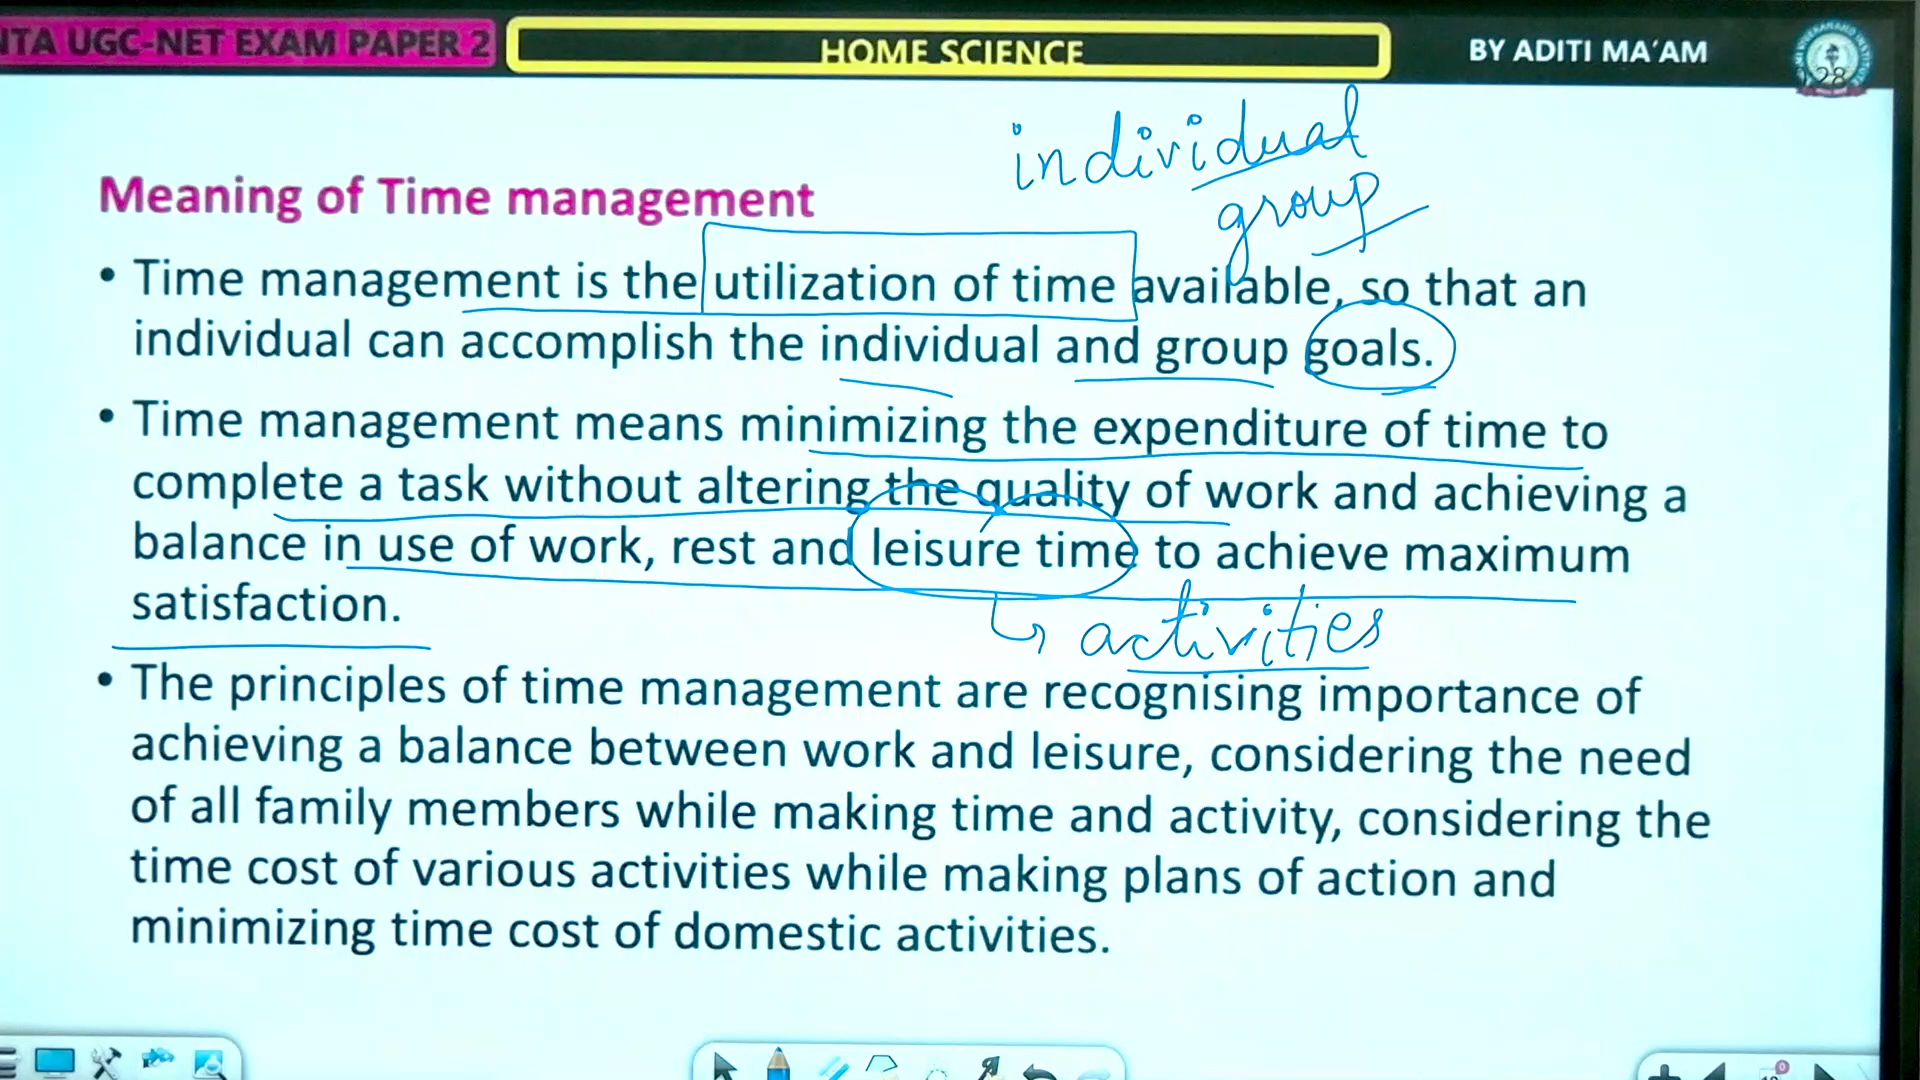 NTA UGC-NET EXAM PAPER 2
HOME SCIENCE
BY ADITI MA'AM
28
individual
group
Meaning of Time management
• Time management is the utilization of time available, so that an
individual can accomplish the individual and group goals.
• Time management means minimizing the expenditure of time to
complete a task without altering the quality of work and achieving a
balance in use of work, rest and leisure time to achieve maximum
satisfaction.
activities
• The principles of time management are recognising importance of
achieving a balance between work and leisure, considering the need
of all family members while making time and activity, considering the
time cost of various activities while making plans of action and
minimizing time cost of domestic activities.